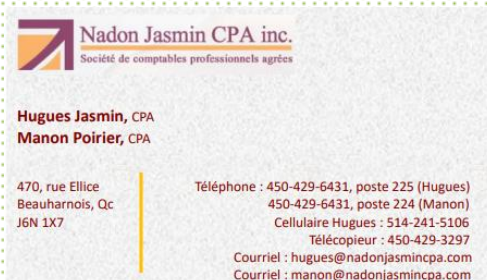 Nadon Jasmin CPA inc.
Société de comptables professionnels agrées
Hugues Jasmin, CPA
Manon Poirier, CPA
470, rue Ellice
Beauharnois, Qc
J6N 1X7
Téléphone : 450-429-6431, poste 225 (Hugues)
450-429-6431, poste 224 (Manon)
Cellulaire Hugues : 514-241-5106
Télécopieur : 450-429-3297
Courriel : hugues@nadonjasmincpa.com
Courriel : manon@nadonjasmincpa.com